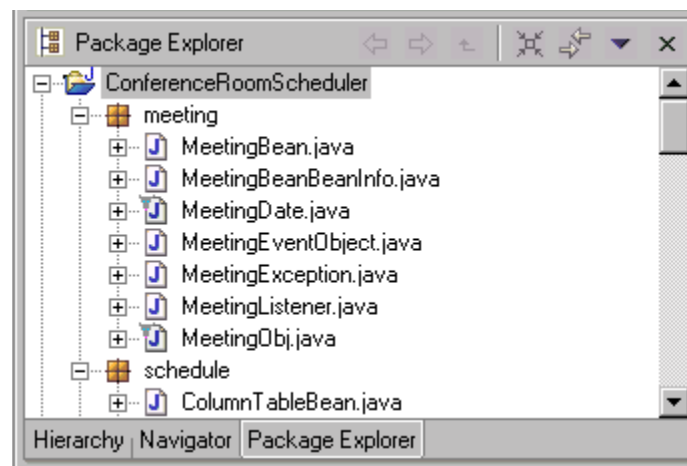 Package Explorer
ConferenceRoomScheduler
meeting
MeetingBean.java
MeetingBeanBeanInfo.java
MeetingDate.java
MeetingEventObject.java
MeetingException.java
MeetingListener.java
MeetingObj.java
schedule
ColumnTableBean.java
Hierarchy Navigator Package Explorer